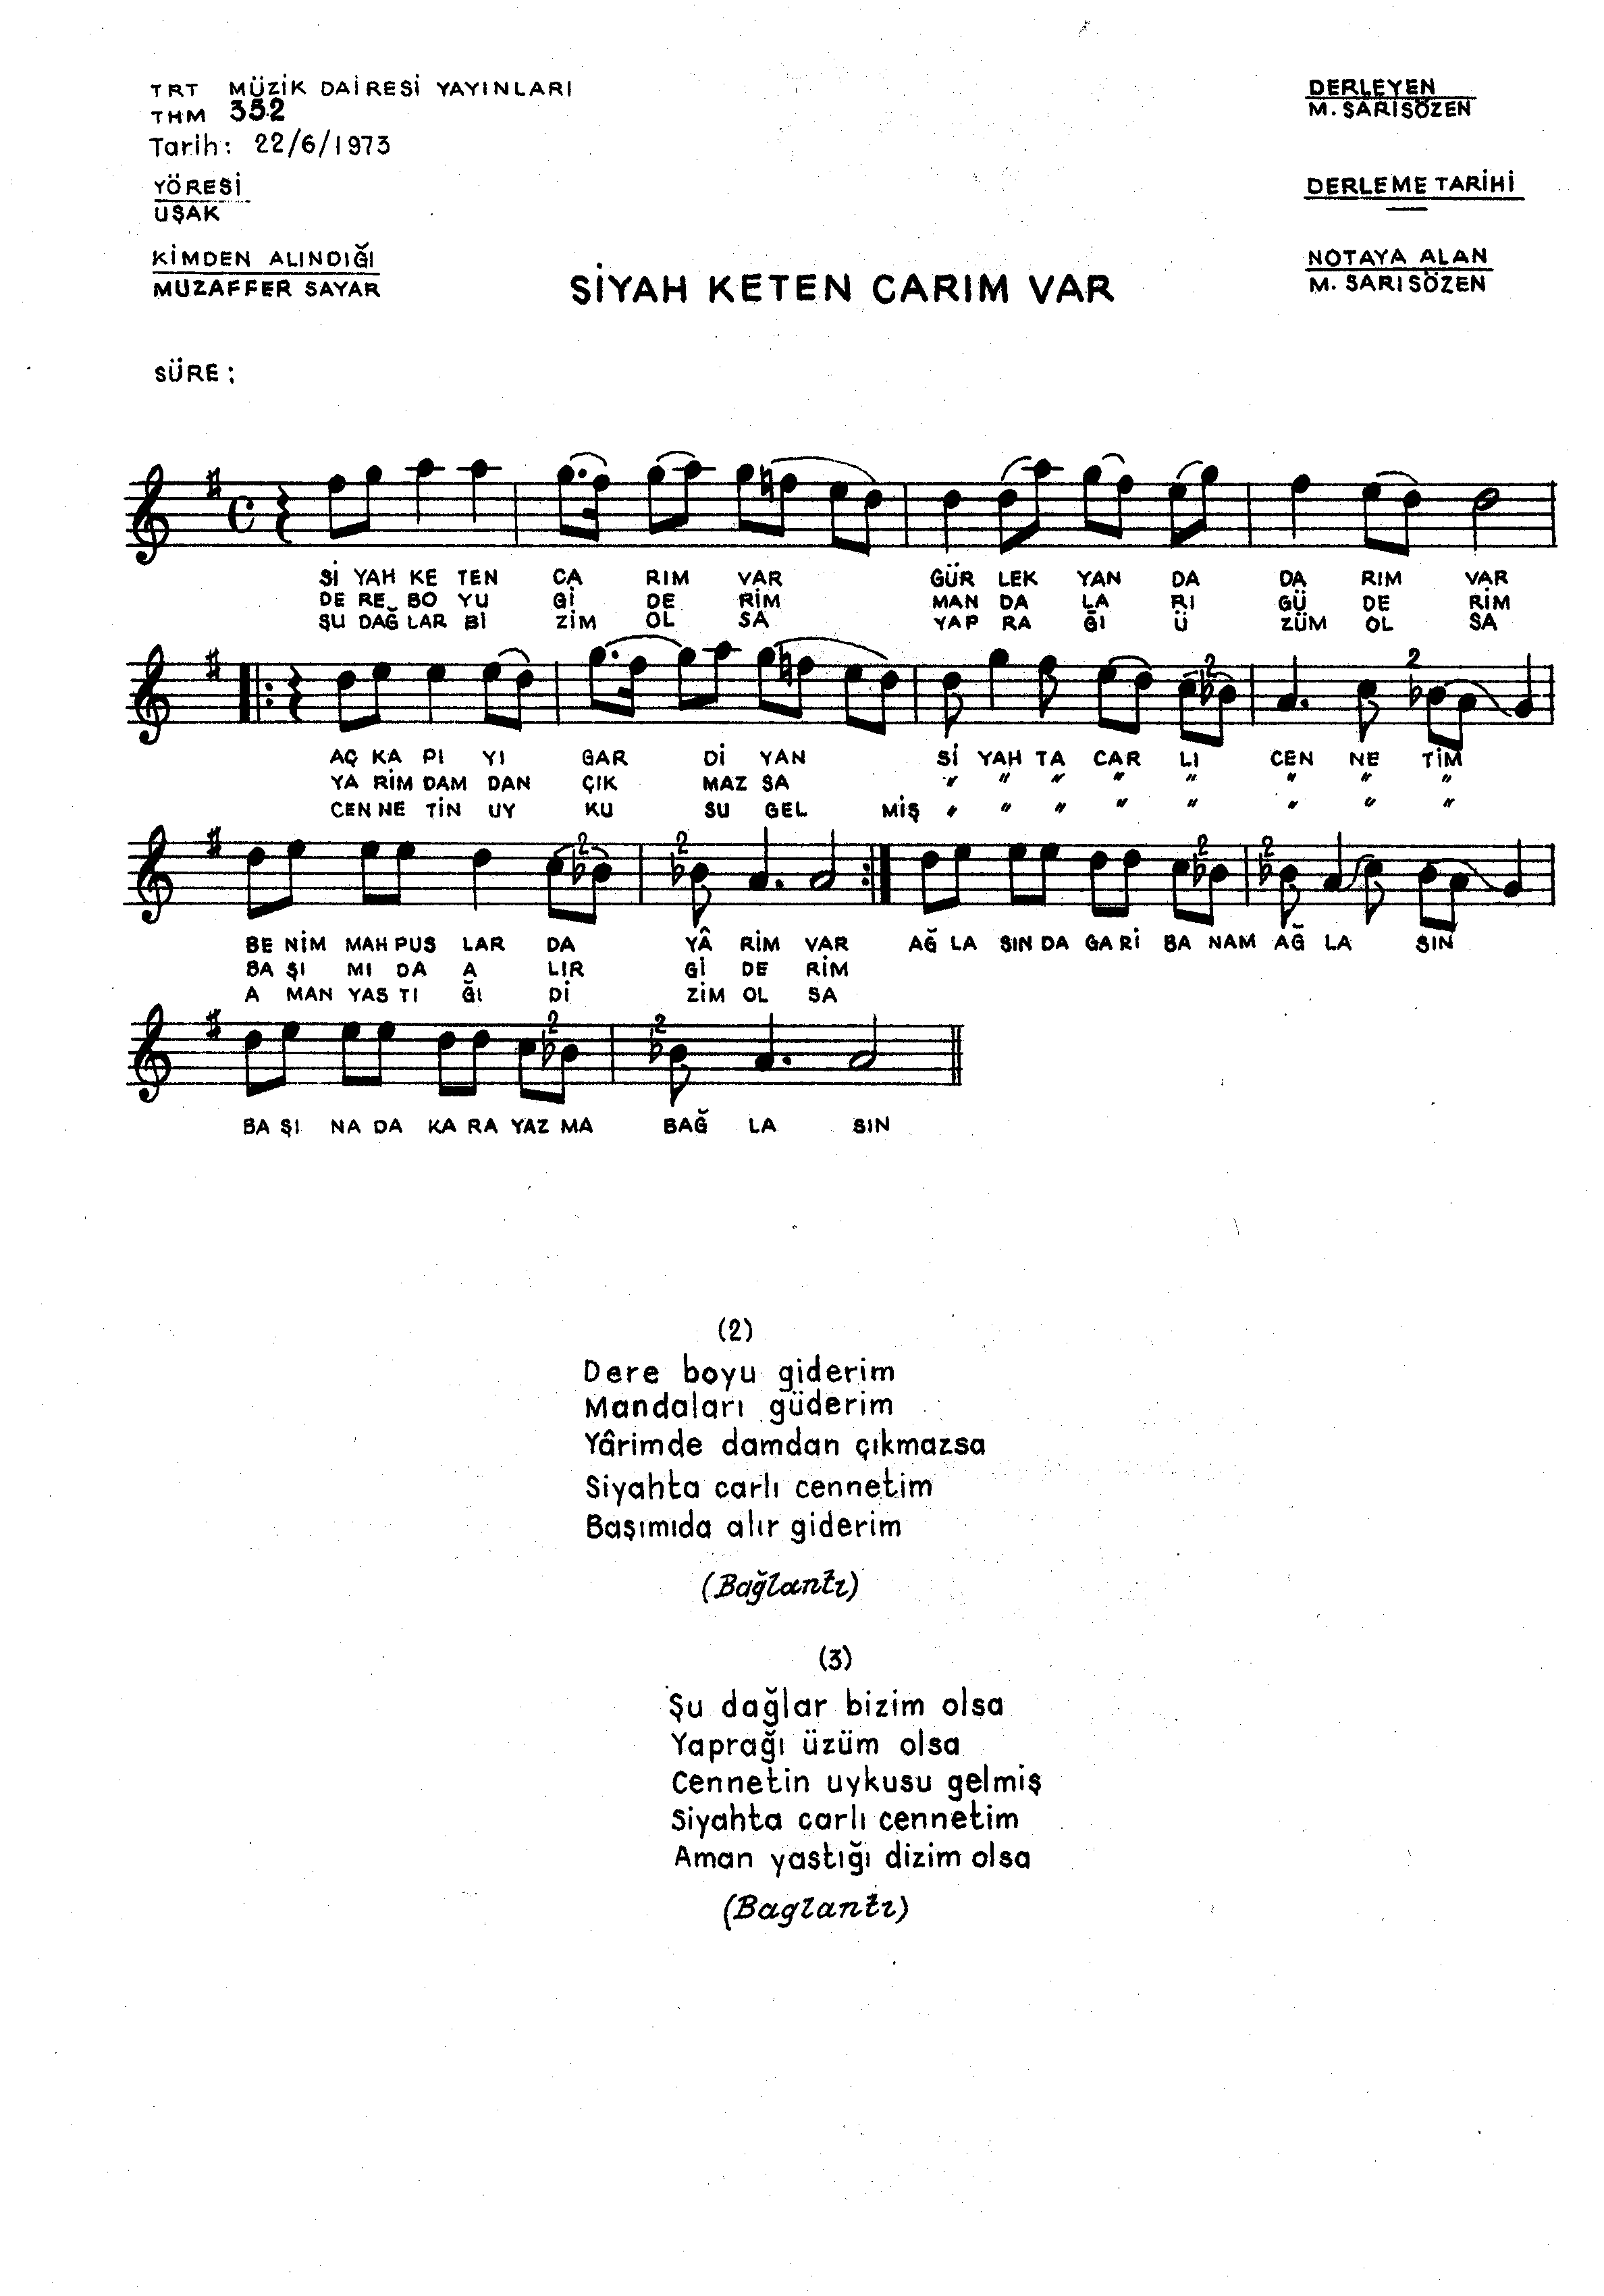 TRT MÜZİK DAİRESİ YAYINLARI
THM 352
Tarih: 22/6/1973
YÖRESİ
UŞAK
KİMDEN ALINDIĞI
MUZAFFER SAYAR
SÜRE:
DERLEYEN
M. SARISÖZEN
DERLEME TARİHİ
NOTAYA ALAN
M. SARISÖZEN
SİYAH KETEN CARIM VAR
Sİ YAH KE TEN CA RIM VAR GÜR LEK YAN DA DA RIM VAR
DE RE BO YU Gİ DE RİM MAN DA LA RI GÜ DE RİM
ŞU DAĞ LAR Bİ ZİM OL SA YAP RA ĞI Ü ZÜM OL SA
AÇ KA PI YI GAR Dİ YAN Sİ YAH TA CAR LI CEN NE TİM
YA RİM DAM DAN ÇIK MAZ SA " " " " " " " "
CEN NE TİN UY KU SU GEL MİŞ " " " " " " " "
BE NİM MAH PUS LAR DA YÂ RİM VAR AĞ LA SIN DA GA Rİ BA NAM AĞ LA SIN
BA ŞI MI DA A LIR Gİ DE RİM
A MAN YAS TI ĞI Dİ ZİM OL SA
BA ŞI NA DA KA RA YAZ MA BAĞ LA SIN
(2)
Dere boyu giderim
Mandaları güderim
Yârimde damdan çıkmazsa
Siyahta carlı cennetim
Başımıda alır giderim
(Bağlantı)
(3)
Şu dağlar bizim olsa
Yaprağı üzüm olsa
Cennetin uykusu gelmiş
Siyahta carlı cennetim
Aman yastığı dizim olsa
(Baglantı)